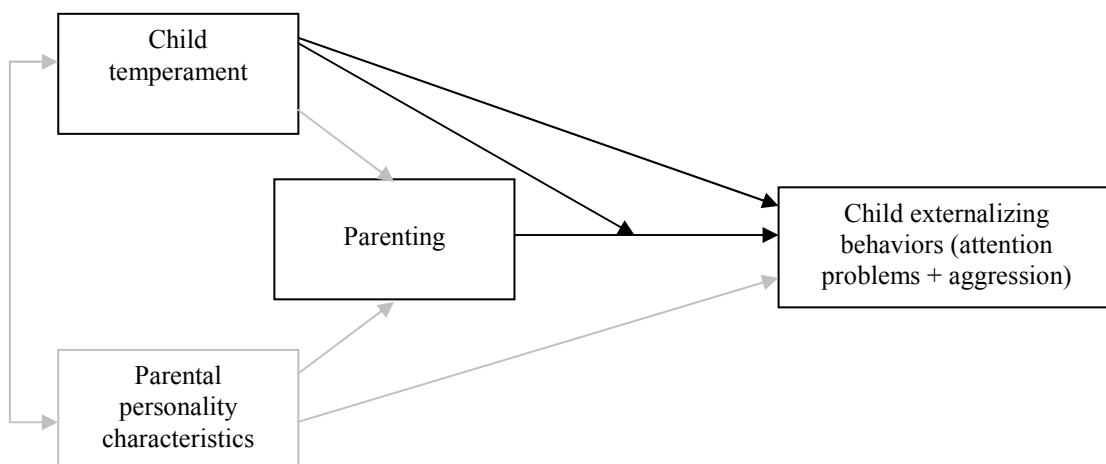 Child
temperament
Parenting
Child externalizing
behaviors (attention
problems + aggression)
Parental
personality
characteristics